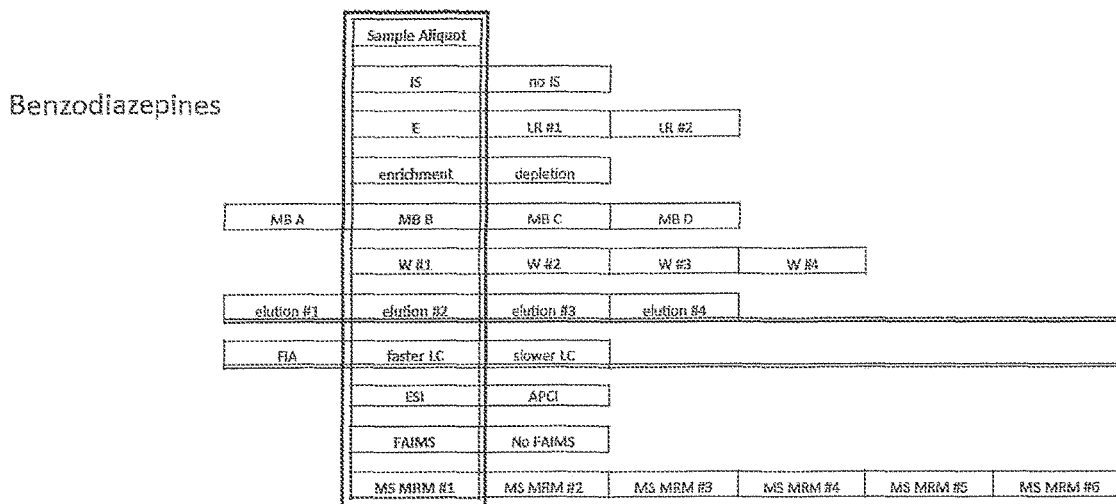 Sample Aliquot
IS no IS
Benzodiazepines
E LR #1 LR #2
enrichment depletion
MB A MB B MB C MB D
W #1 W #2 W #3 W #4
elution #1 elution #2 elution #3 elution #4
FIA faster LC slower LC
ESI APCI
FAIMS No FAIMS
MS MRM #1 MS MRM #2 MS MRM #3 MS MRM #4 MS MRM #5 MS MRM #6